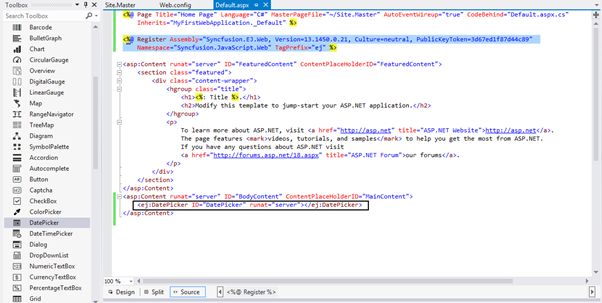 Toolbox
Search Toolbox
BarCode
BulletGraph
Chart
CircularGauge
Overview
DigitalGauge
LinearGauge
Map
RangeNavigator
TreeMap
Diagram
SymbolPalette
Accordion
Autocomplete
Button
Captcha
CheckBox
ColorPicker
DatePicker
DateTimePicker
Dialog
DropDownList
NumericTextBox
CurrencyTextBox
PercentageTextBox
Grid
Site.Master Web.config Default.aspx
<%@ Page Title="Home Page" Language="C#" MasterPageFile="~/Site.Master" AutoEventWireup="true" CodeBehind="Default.aspx.cs"
Inherits="MyFirstWebapplication._Default" %>
<%@ Register Assembly="Syncfusion.EJ.Web, Version=13.1450.0.21, Culture=neutral, PublicKeyToken=3d67ed1f87d44c89"
Namespace="Syncfusion.JavaScript.Web" TagPrefix="ej" %>
<asp:Content runat="server" ID="FeaturedContent" ContentPlaceHolderID="FeaturedContent">
<section class="featured">
<div class="content-wrapper">
<hgroup class="title">
<h1><%: Title %>.</h1>
<h2>Modify this template to jump-start your ASP.NET application.</h2>
</hgroup>
<p>
To learn more about ASP.NET, visit <a href="http://asp.net" title="ASP.NET Website">http://asp.net</a>.
The page features <mark>videos, tutorials, and samples</mark> to help you get the most from ASP.NET.
If you have any questions about ASP.NET visit
<a href="http://forums.asp.net/18.aspx" title="ASP.NET Forum">our forums</a>.
</p>
</div>
</section>
</asp:Content>
<asp:Content runat="server" ID="BodyContent" ContentPlaceHolderID="MainContent">
<ej:DatePicker ID="DatePicker" runat="server"></ej:DatePicker>
</asp:Content>
100 %
Design Split Source <%@ Register %>